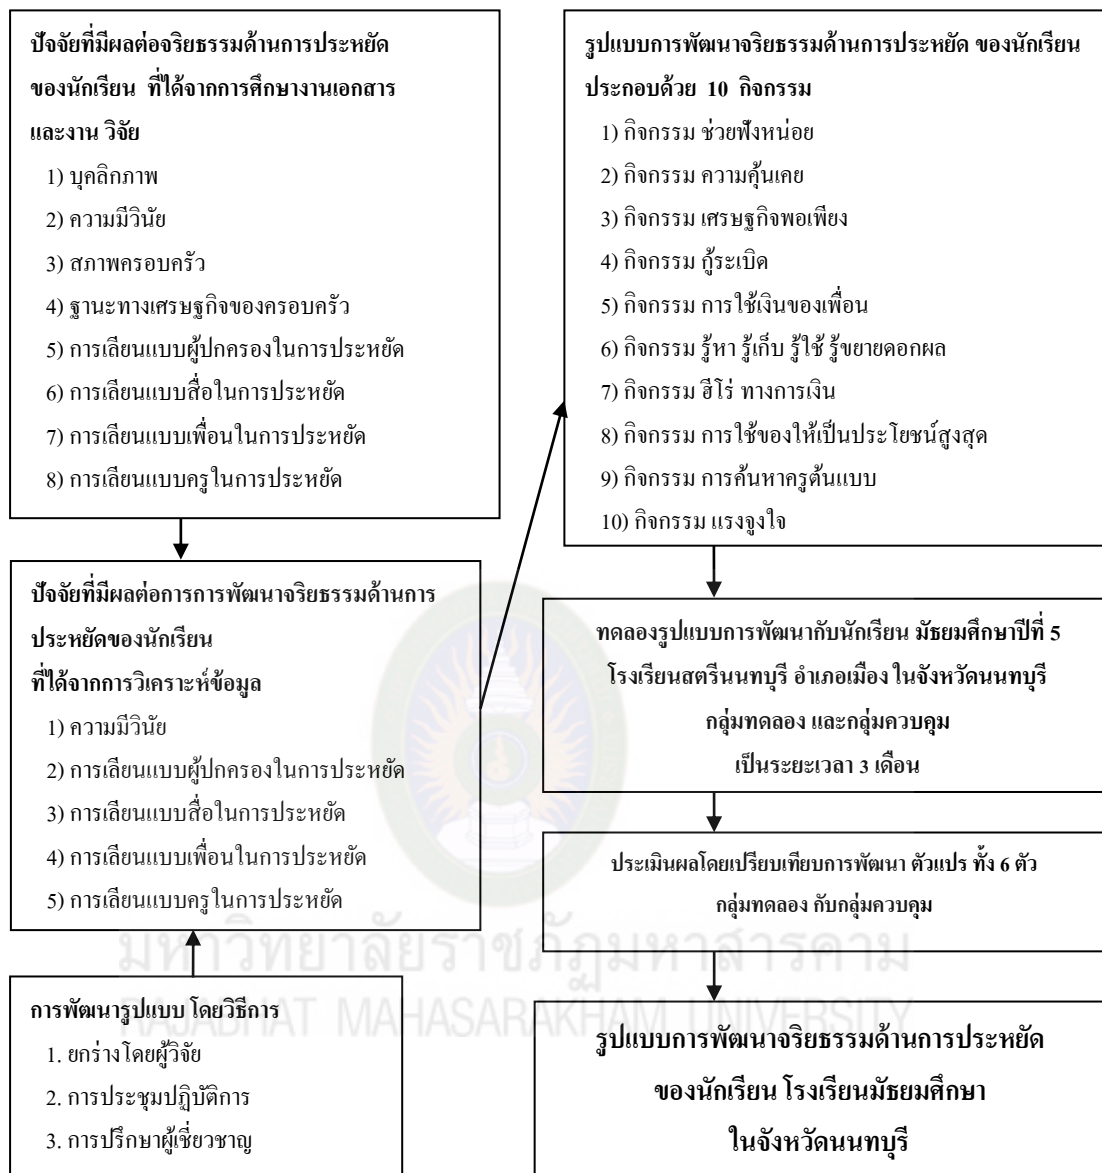 ปัจจัยที่มีผลต่อจริยธรรมด้านการประหยัด
ของนักเรียน ที่ได้จากการศึกษางานเอกสาร
และงาน วิจัย
1) บุคลิกภาพ
2) ความมีวินัย
3) สภาพครอบครัว
4) ฐานะทางเศรษฐกิจของครอบครัว
5) การเลียนแบบผู้ปกครองในการประหยัด
6) การเลียนแบบสื่อในการประหยัด
7) การเลียนแบบเพื่อนในการประหยัด
8) การเลียนแบบครูในการประหยัด
ปัจจัยที่มีผลต่อการการพัฒนาจริยธรรมด้านการ
ประหยัดของนักเรียน
ที่ได้จากการวิเคราะห์ข้อมูล
1) ความมีวินัย
2) การเลียนแบบผู้ปกครองในการประหยัด
3) การเลียนแบบสื่อในการประหยัด
4) การเลียนแบบเพื่อนในการประหยัด
5) การเลียนแบบครูในการประหยัด
การพัฒนารูปแบบ โดยวิธีการ
1. ยกร่างโดยผู้วิจัย
2. การประชุมปฏิบัติการ
3. การปรึกษาผู้เชี่ยวชาญ
รูปแบบการพัฒนาจริยธรรมด้านการประหยัด ของนักเรียน
ประกอบด้วย 10 กิจกรรม
1) กิจกรรม ช่วยฟังหน่อย
2) กิจกรรม ความคุ้นเคย
3) กิจกรรม เศรษฐกิจพอเพียง
4) กิจกรรม กู้ระเบิด
5) กิจกรรม การใช้เงินของเพื่อน
6) กิจกรรม รู้หา รู้เก็บ รู้ใช้ รู้ขยายดอกผล
7) กิจกรรม ฮีโร่ ทางการเงิน
8) กิจกรรม การใช้ของให้เป็นประโยชน์สูงสุด
9) กิจกรรม การค้นหาครูต้นแบบ
10) กิจกรรม แรงจูงใจ
ทดลองรูปแบบการพัฒนากับนักเรียน มัธยมศึกษาปีที่ 5
โรงเรียนสตรีนนทบุรี อำเภอเมือง ในจังหวัดนนทบุรี
กลุ่มทดลอง และกลุ่มควบคุม
เป็นระยะเวลา 3 เดือน
ประเมินผลโดยเปรียบเทียบการพัฒนา ตัวแปร ทั้ง 6 ตัว
กลุ่มทดลอง กับกลุ่มควบคุม
รูปแบบการพัฒนาจริยธรรมด้านการประหยัด
ของนักเรียน โรงเรียนมัธยมศึกษา
ในจังหวัดนนทบุรี
มหาวิทยาลัยราชภัฏมหาสารคาม
RAJABHAT MAHASARAKHAM UNIVERSITY